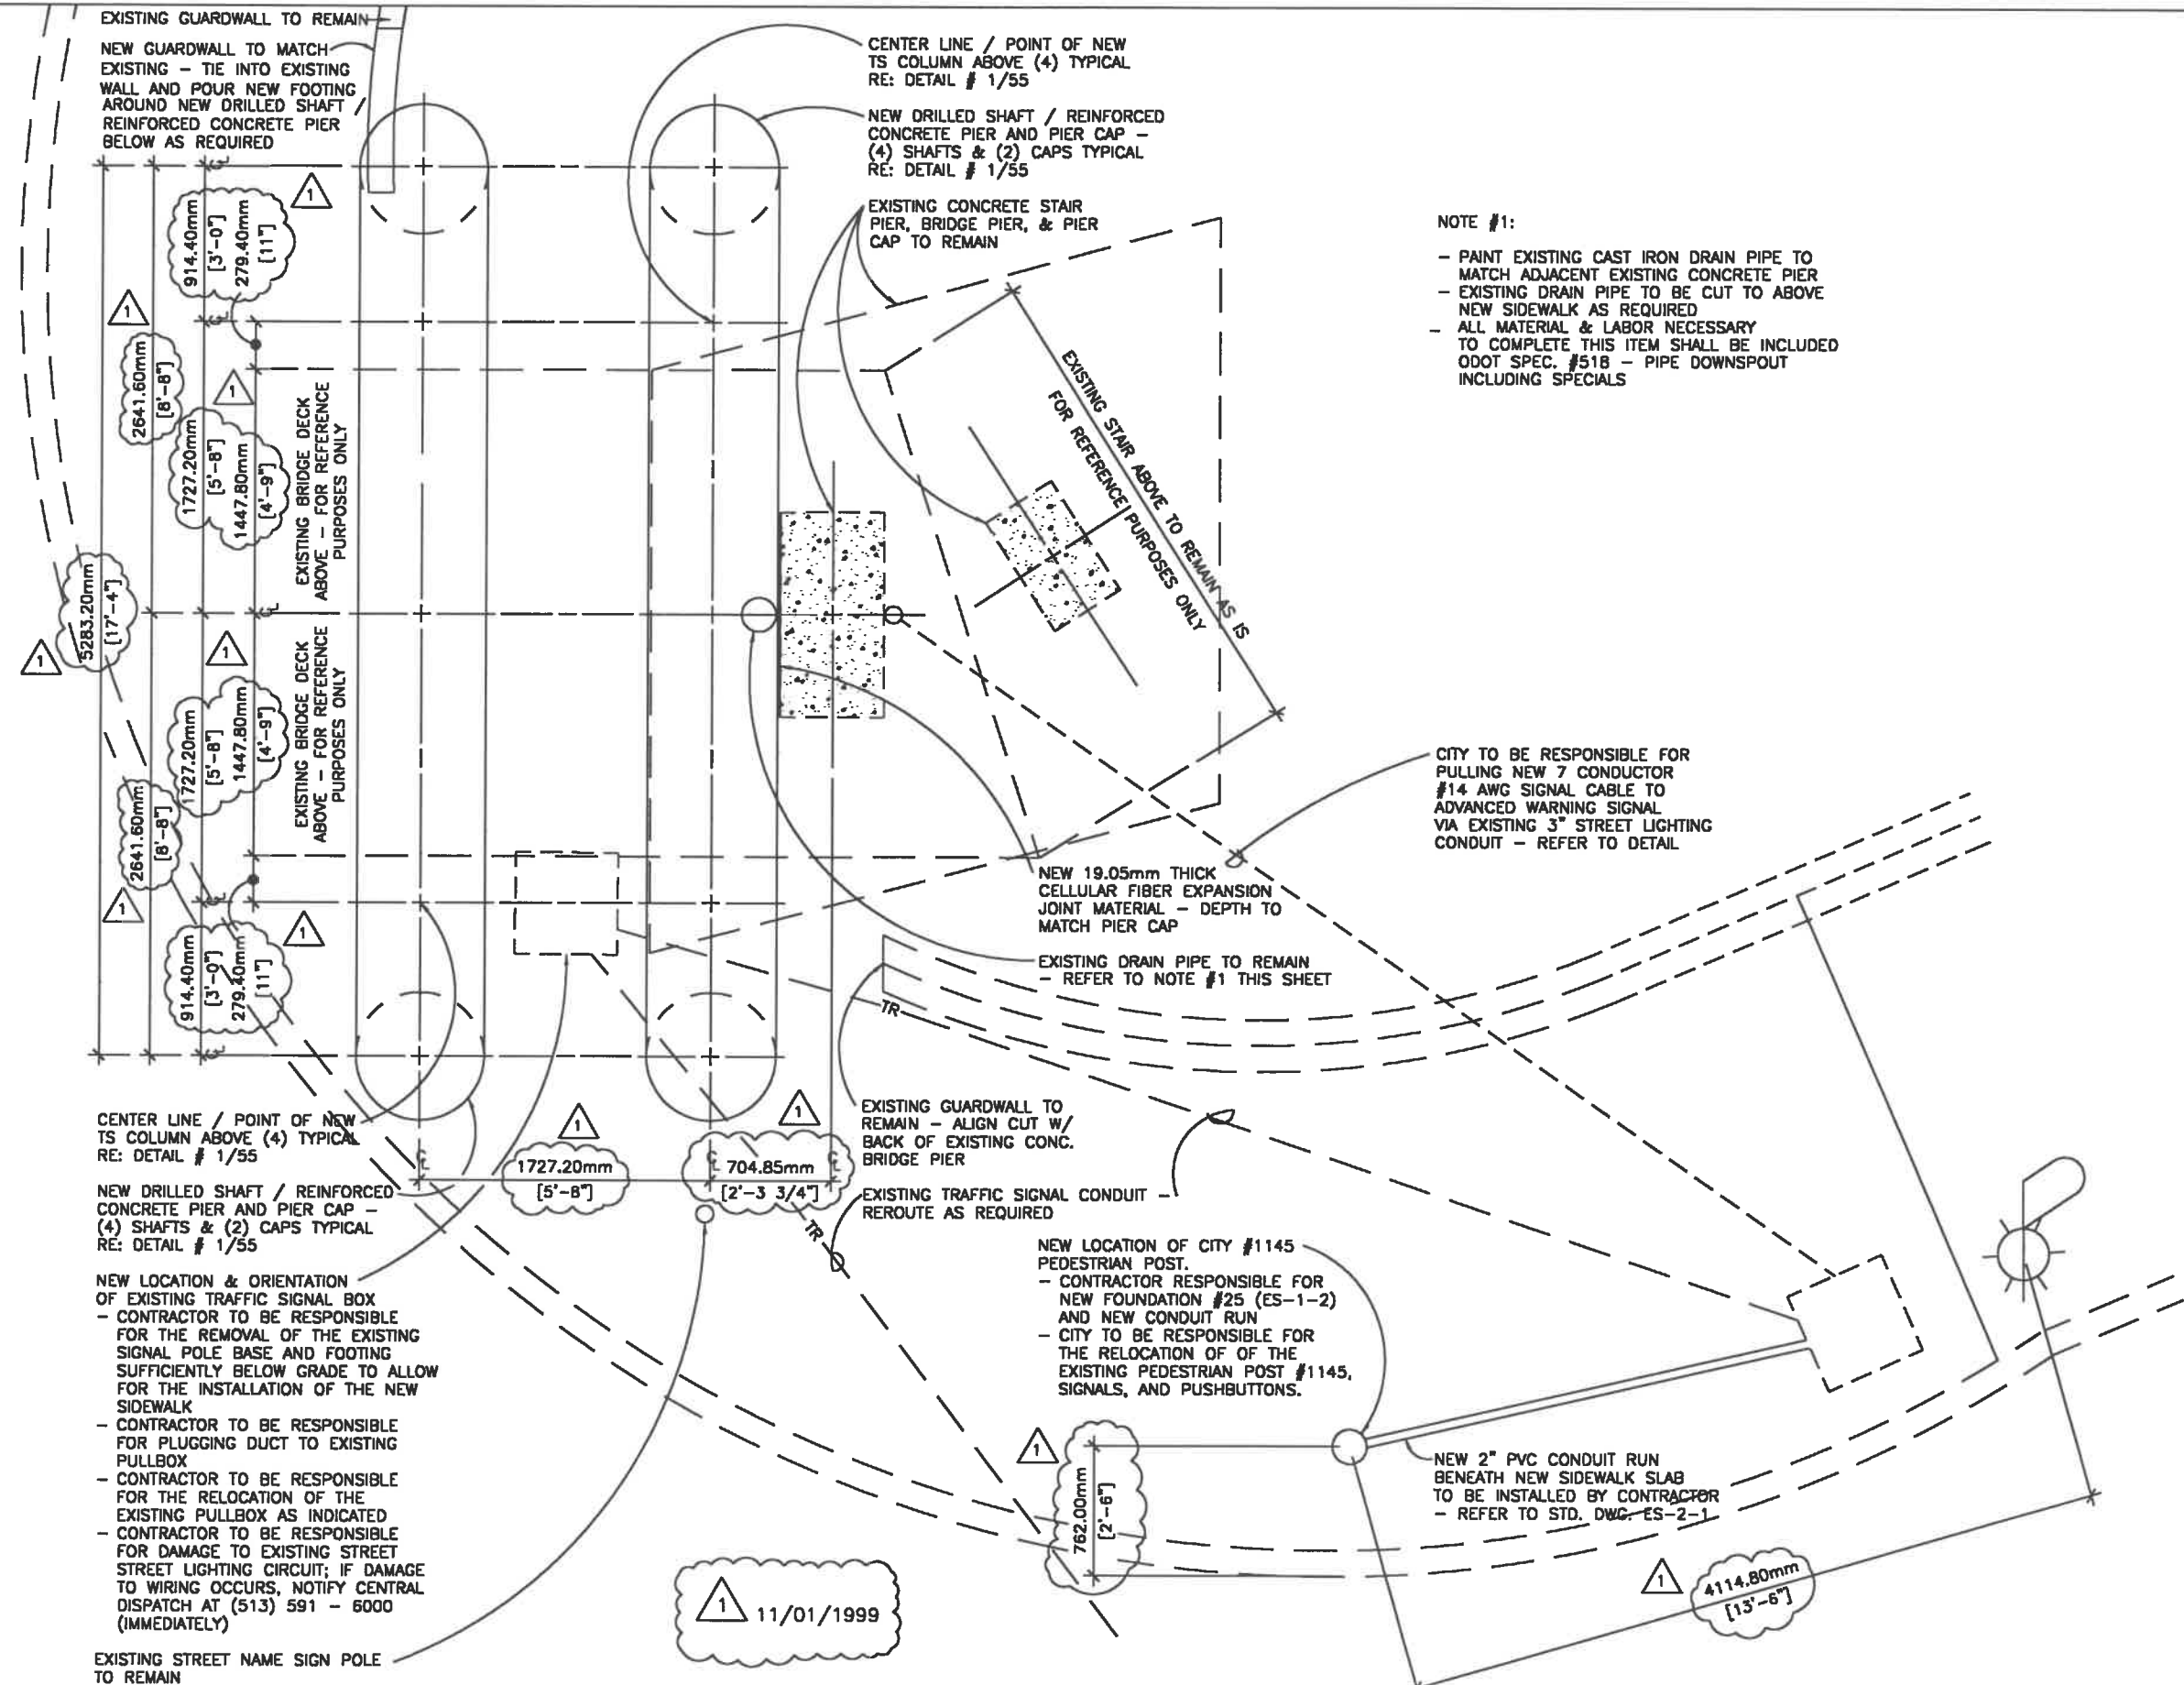 EXISTING GUARDWALL TO REMAIN
NEW GUARDWALL TO MATCH
EXISTING – TIE INTO EXISTING
WALL AND POUR NEW FOOTING
AROUND NEW DRILLED SHAFT /
REINFORCED CONCRETE PIER
BELOW AS REQUIRED
CENTER LINE / POINT OF NEW
TS COLUMN ABOVE (4) TYPICAL
RE: DETAIL # 1/55
NEW DRILLED SHAFT / REINFORCED
CONCRETE PIER AND PIER CAP –
(4) SHAFTS & (2) CAPS TYPICAL
RE: DETAIL # 1/55
EXISTING CONCRETE STAIR
PIER, BRIDGE PIER, & PIER
CAP TO REMAIN
NOTE #1:
– PAINT EXISTING CAST IRON DRAIN PIPE TO
MATCH ADJACENT EXISTING CONCRETE PIER
– EXISTING DRAIN PIPE TO BE CUT TO ABOVE
NEW SIDEWALK AS REQUIRED
– ALL MATERIAL & LABOR NECESSARY
TO COMPLETE THIS ITEM SHALL BE INCLUDED
ODOT SPEC. #518 – PIPE DOWNSPOUT
INCLUDING SPECIALS
1
914.40mm
[3'-0"]
279.40mm
[11"]
1
2641.60mm
[8'-8"]
1
1727.20mm
[5'-8"]
1447.80mm
[4'-9"]
EXISTING BRIDGE DECK
ABOVE – FOR REFERENCE
PURPOSES ONLY
EXISTING STAIR ABOVE TO REMAIN AS IS
FOR REFERENCE PURPOSES ONLY
5283.20mm
[17'-4"]
1
1
1727.20mm
[5'-8"]
1447.80mm
[4'-9"]
EXISTING BRIDGE DECK
ABOVE – FOR REFERENCE
PURPOSES ONLY
2641.60mm
[8'-8"]
1
1
914.40mm
[3'-0"]
279.40mm
[11"]
CITY TO BE RESPONSIBLE FOR
PULLING NEW 7 CONDUCTOR
#14 AWG SIGNAL CABLE TO
ADVANCED WARNING SIGNAL
VIA EXISTING 3" STREET LIGHTING
CONDUIT – REFER TO DETAIL
NEW 19.05mm THICK
CELLULAR FIBER EXPANSION
JOINT MATERIAL – DEPTH TO
MATCH PIER CAP
EXISTING DRAIN PIPE TO REMAIN
– REFER TO NOTE #1 THIS SHEET
TR
CENTER LINE / POINT OF NEW
TS COLUMN ABOVE (4) TYPICAL
RE: DETAIL # 1/55
NEW DRILLED SHAFT / REINFORCED
CONCRETE PIER AND PIER CAP –
(4) SHAFTS & (2) CAPS TYPICAL
RE: DETAIL # 1/55
1
1727.20mm
[5'-8"]
1
704.85mm
[2'-3 3/4"]
EXISTING GUARDWALL TO
REMAIN – ALIGN CUT W/
BACK OF EXISTING CONC.
BRIDGE PIER
EXISTING TRAFFIC SIGNAL CONDUIT –
REROUTE AS REQUIRED
TR
NEW LOCATION & ORIENTATION
OF EXISTING TRAFFIC SIGNAL BOX
– CONTRACTOR TO BE RESPONSIBLE
FOR THE REMOVAL OF THE EXISTING
SIGNAL POLE BASE AND FOOTING
SUFFICIENTLY BELOW GRADE TO ALLOW
FOR THE INSTALLATION OF THE NEW
SIDEWALK
– CONTRACTOR TO BE RESPONSIBLE
FOR PLUGGING DUCT TO EXISTING
PULLBOX
– CONTRACTOR TO BE RESPONSIBLE
FOR THE RELOCATION OF THE
EXISTING PULLBOX AS INDICATED
– CONTRACTOR TO BE RESPONSIBLE
FOR DAMAGE TO EXISTING STREET
STREET LIGHTING CIRCUIT; IF DAMAGE
TO WIRING OCCURS, NOTIFY CENTRAL
DISPATCH AT (513) 591 – 6000
(IMMEDIATELY)
EXISTING STREET NAME SIGN POLE
TO REMAIN
NEW LOCATION OF CITY #1145
PEDESTRIAN POST.
– CONTRACTOR RESPONSIBLE FOR
NEW FOUNDATION #25 (ES-1-2)
AND NEW CONDUIT RUN
– CITY TO BE RESPONSIBLE FOR
THE RELOCATION OF OF THE
EXISTING PEDESTRIAN POST #1145,
SIGNALS, AND PUSHBUTTONS.
1
762.00mm
[2'-6"]
NEW 2" PVC CONDUIT RUN
BENEATH NEW SIDEWALK SLAB
TO BE INSTALLED BY CONTRACTOR
– REFER TO STD. DWG. ES-2-1
1
4114.80mm
[13'-6"]
1 11/01/1999